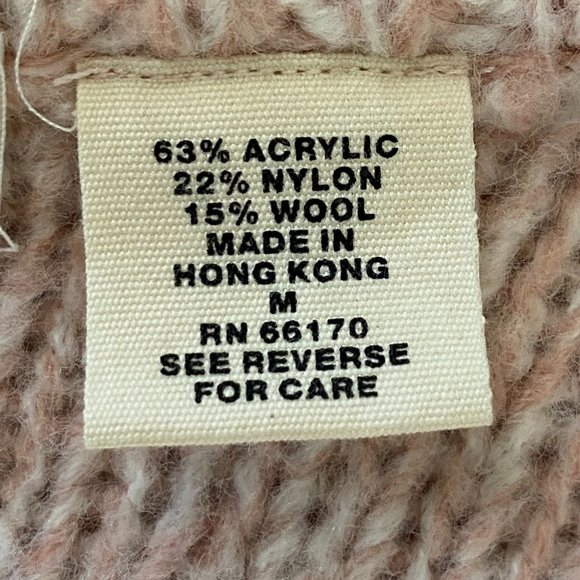 63% ACRYLIC
22% NYLON
15% WOOL
MADE IN
HONG KONG
M
RN 66170
SEE REVERSE
FOR CARE